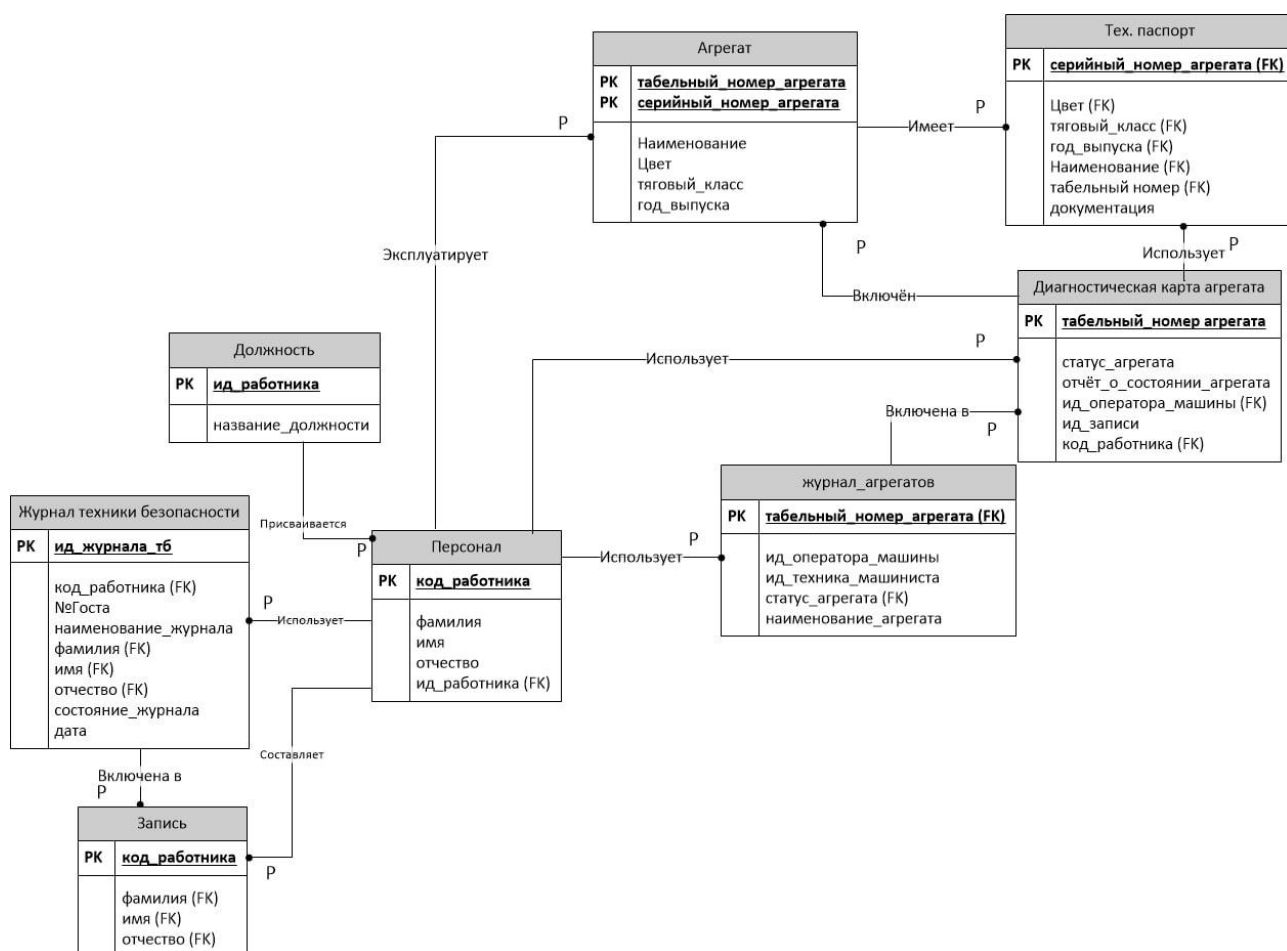 Агрегат
PK табельный_номер_агрегата
PK серийный_номер_агрегата
Наименование
Цвет
тяговый_класс
год_выпуска
Тех. паспорт
PK серийный_номер_агрегата (FK)
Цвет (FK)
тяговый_класс (FK)
год_выпуска (FK)
Наименование (FK)
табельный номер (FK)
документация
P
Имеет
P
Эксплуатирует
P
Включён
Использует P
Диагностическая карта агрегата
PK табельный_номер агрегата
статус_агрегата
отчёт_о_состоянии_агрегата
ид_оператора_машины (FK)
ид_записи
код_работника (FK)
Использует
P
Включена в
P
Должность
PK ид_работника
название_должности
Присваивается
P
журнал_агрегатов
PK табельный_номер_агрегата (FK)
ид_оператора_машины
ид_техника_машиниста
статус_агрегата (FK)
наименование_агрегата
Использует
P
Персонал
PK код_работника
фамилия
имя
отчество
ид_работника (FK)
Журнал техники безопасности
PK ид_журнала_тб
код_работника (FK)
№Госта
наименование_журнала
фамилия (FK)
имя (FK)
отчество (FK)
состояние_журнала
дата
P
Использует
Составляет
P
Включена в
P
Запись
PK код_работника
фамилия (FK)
имя (FK)
отчество (FK)